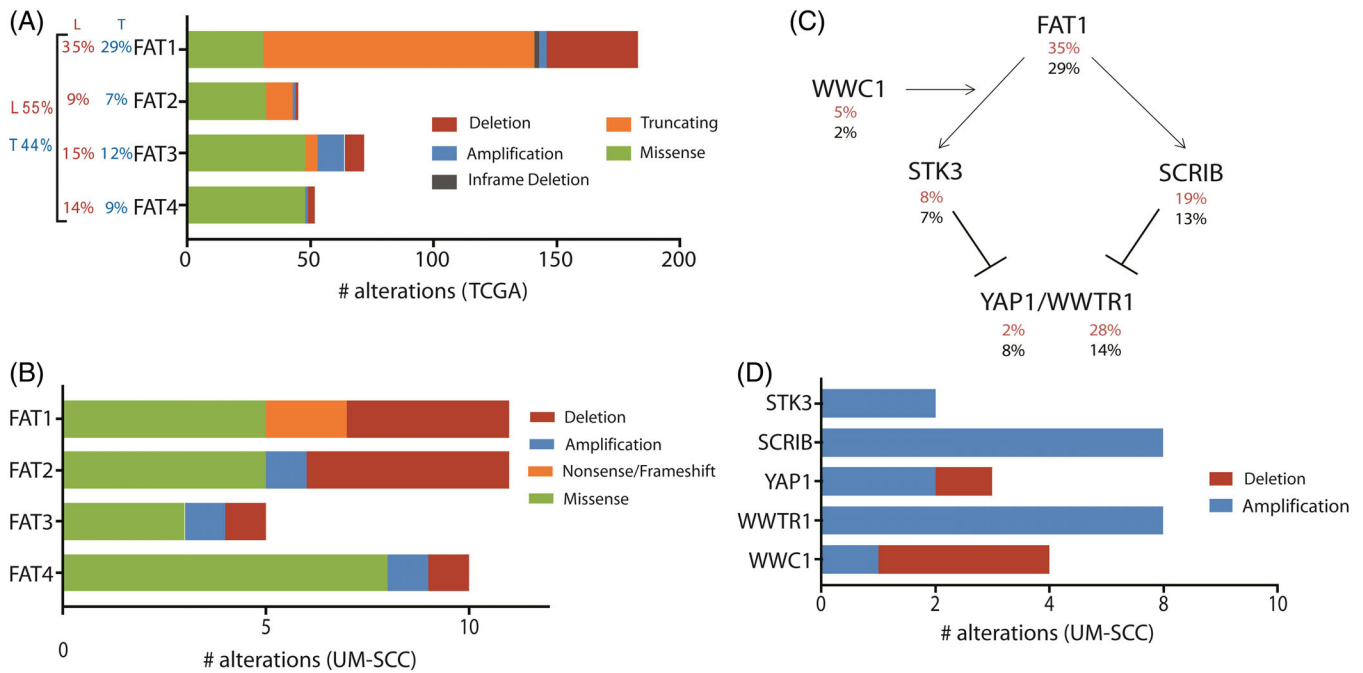 (A)
L T
35% 29% FAT1
9% 7% FAT2
L 55%
T 44%
15% 12% FAT3
14% 9% FAT4
Deletion Truncating
Amplification Missense
Inframe Deletion
0 50 100 150 200
# alterations (TCGA)
(B)
FAT1
FAT2
FAT3
FAT4
Deletion
Amplification
Nonsense/Frameshift
Missense
0 5 10
# alterations (UM-SCC)
(C)
FAT1
35%
29%
WWC1
5%
2%
STK3
8%
7%
SCRIB
19%
13%
YAP1/WWTR1
2% 28%
8% 14%
(D)
STK3
SCRIB
YAP1
WWTR1
WWC1
Deletion
Amplification
0 2 4 8 10
# alterations (UM-SCC)